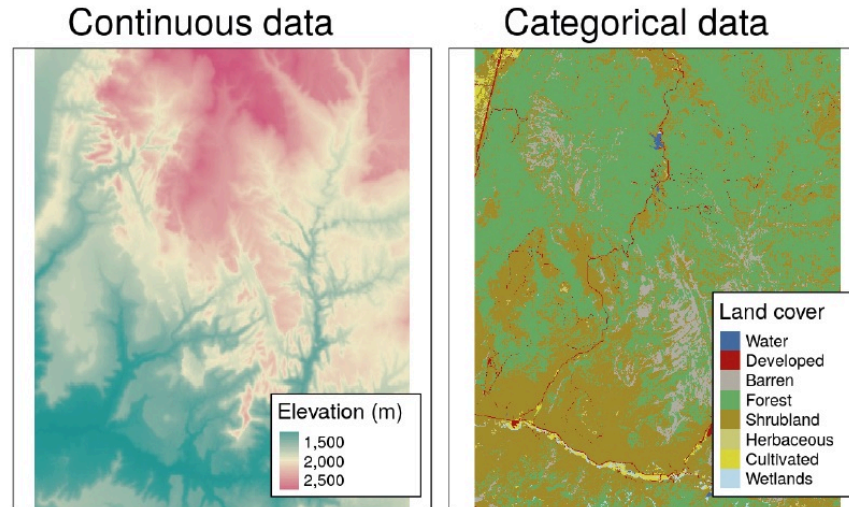 Continuous data
Categorical data
Elevation (m)
1,500
2,000
2,500
Land cover
Water
Developed
Barren
Forest
Shrubland
Herbaceous
Cultivated
Wetlands